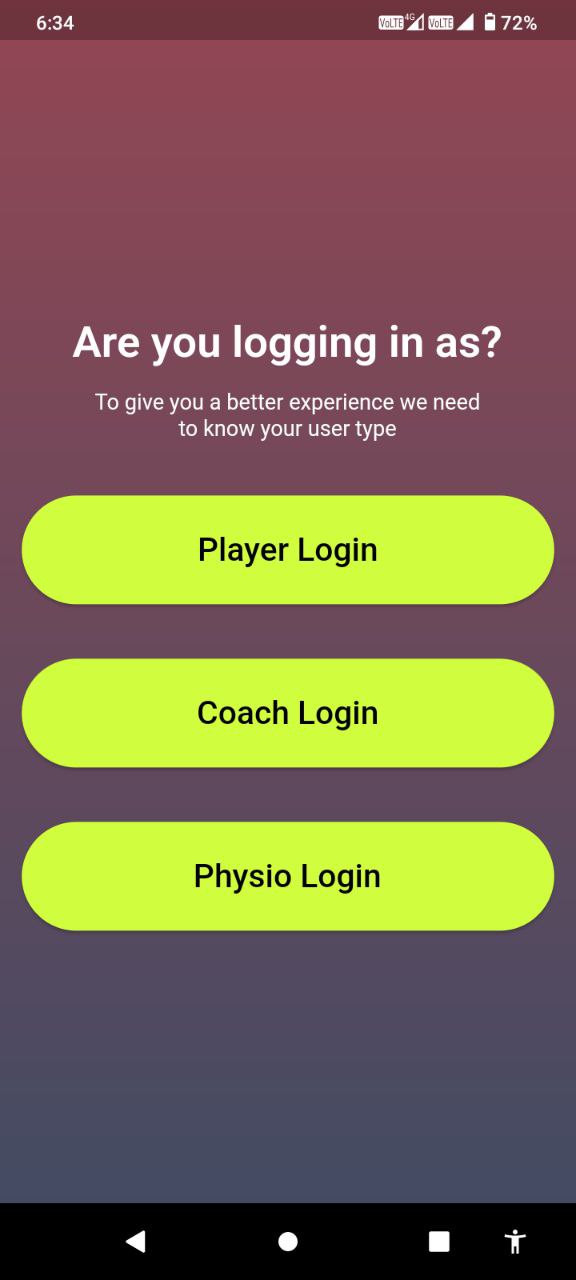 6:34
VoLTE 4G VoLTE 72%
Are you logging in as?
To give you a better experience we need
to know your user type
Player Login
Coach Login
Physio Login